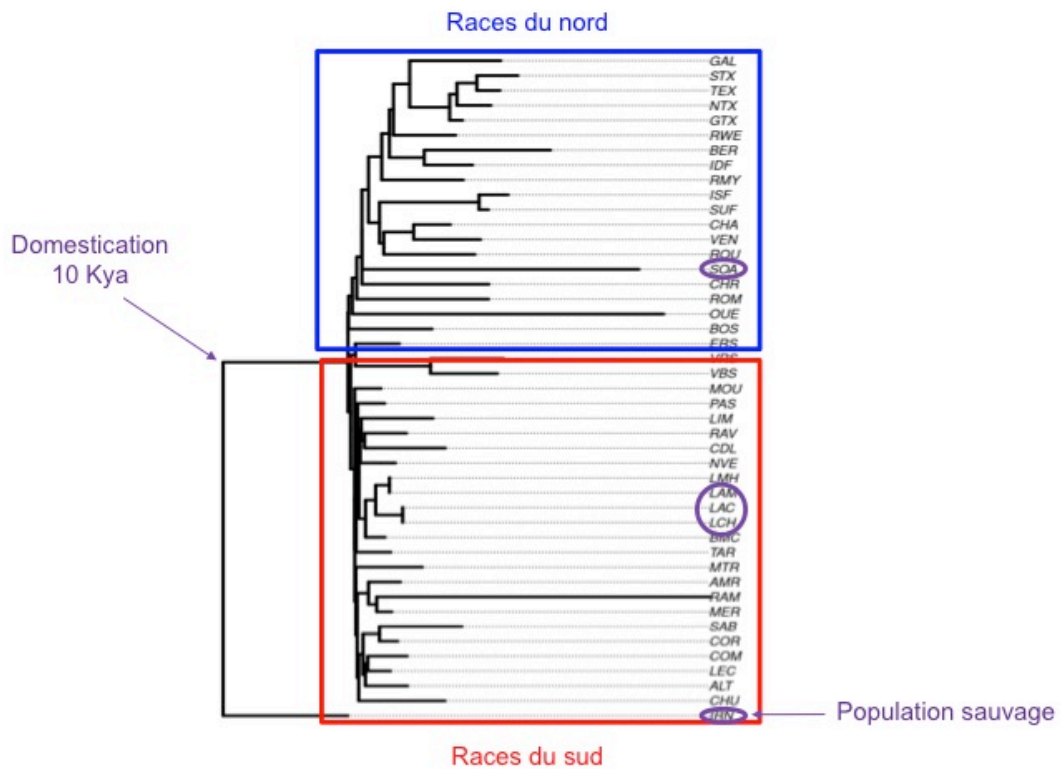 Races du nord
GAL
STX
TEX
NTX
GTX
RWE
BER
IDF
RMY
ISF
SUF
CHA
VEN
ROU
SOA
CHR
ROM
OUE
BOS
Domestication
10 Kya
VBS
MOU
PAS
LIM
RAV
CDL
NVE
LMH
LAM
LAC
LCH
BMC
TAR
MTR
AMR
RAM
MER
SAB
COR
COM
LEC
ALT
CHU
IRN
Population sauvage
Races du sud